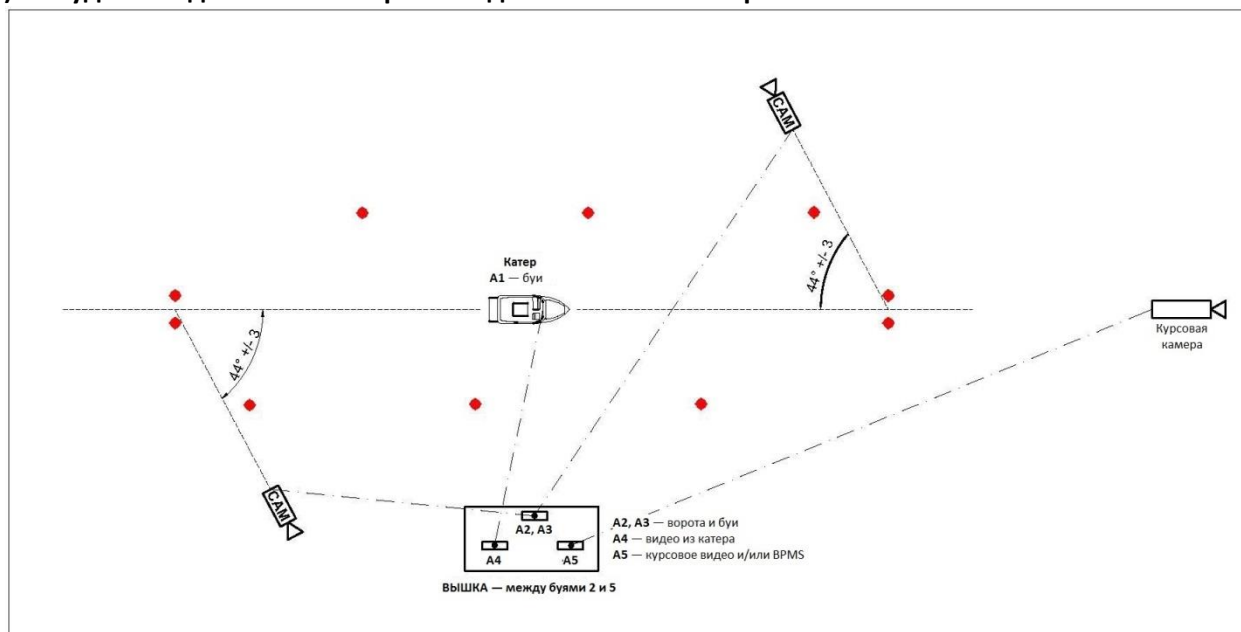 CAM
44° +/- 3
Катер
A1 — буи
44° +/- 3
Курсовая
камера
CAM
A2, A3
A4
A5
A2, A3 — ворота и буи
A4 — видео из катера
A5 — курсовое видео и/или BPMS
ВЫШКА — между буями 2 и 5